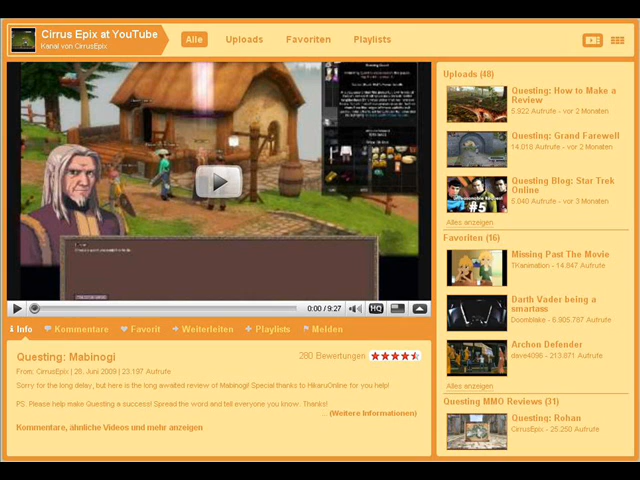 Cirrus Epix at YouTube
Kanal von CirrusEpix
Alle Uploads Favoriten Playlists
0:00 / 9:27 HQ
Info Kommentare Favorit Weiterleiten Playlists Melden
Questing: Mabinogi 280 Bewertungen
From: CirrusEpix | 28. Juni 2009 | 23.197 Aufrufe
Sorry for the long delay, but here is the long awaited review of Mabinogi! Special thanks to HikaruOnline for you help!
PS. Please help make Questing a success! Spread the word and tell everyone you know. Thanks!
... (Weitere Informationen)
Kommentare, ähnliche Videos und mehr anzeigen
Uploads (48)
Questing: How to Make a
Review
5.922 Aufrufe - vor 2 Monaten
Questing: Grand Farewell
14.018 Aufrufe - vor 2 Monaten
Questing Blog: Star Trek
Online
5.040 Aufrufe - vor 3 Monaten
#5
Alles anzeigen
Favoriten (16)
Missing Past The Movie
TKanimation - 14.847 Aufrufe
Darth Vader being a
smartass
Doomblake - 6.905.787 Aufrufe
Archon Defender
dave4096 - 213.871 Aufrufe
Alles anzeigen
Questing MMO Reviews (31)
Questing: Rohan
CirrusEpix - 25.250 Aufrufe